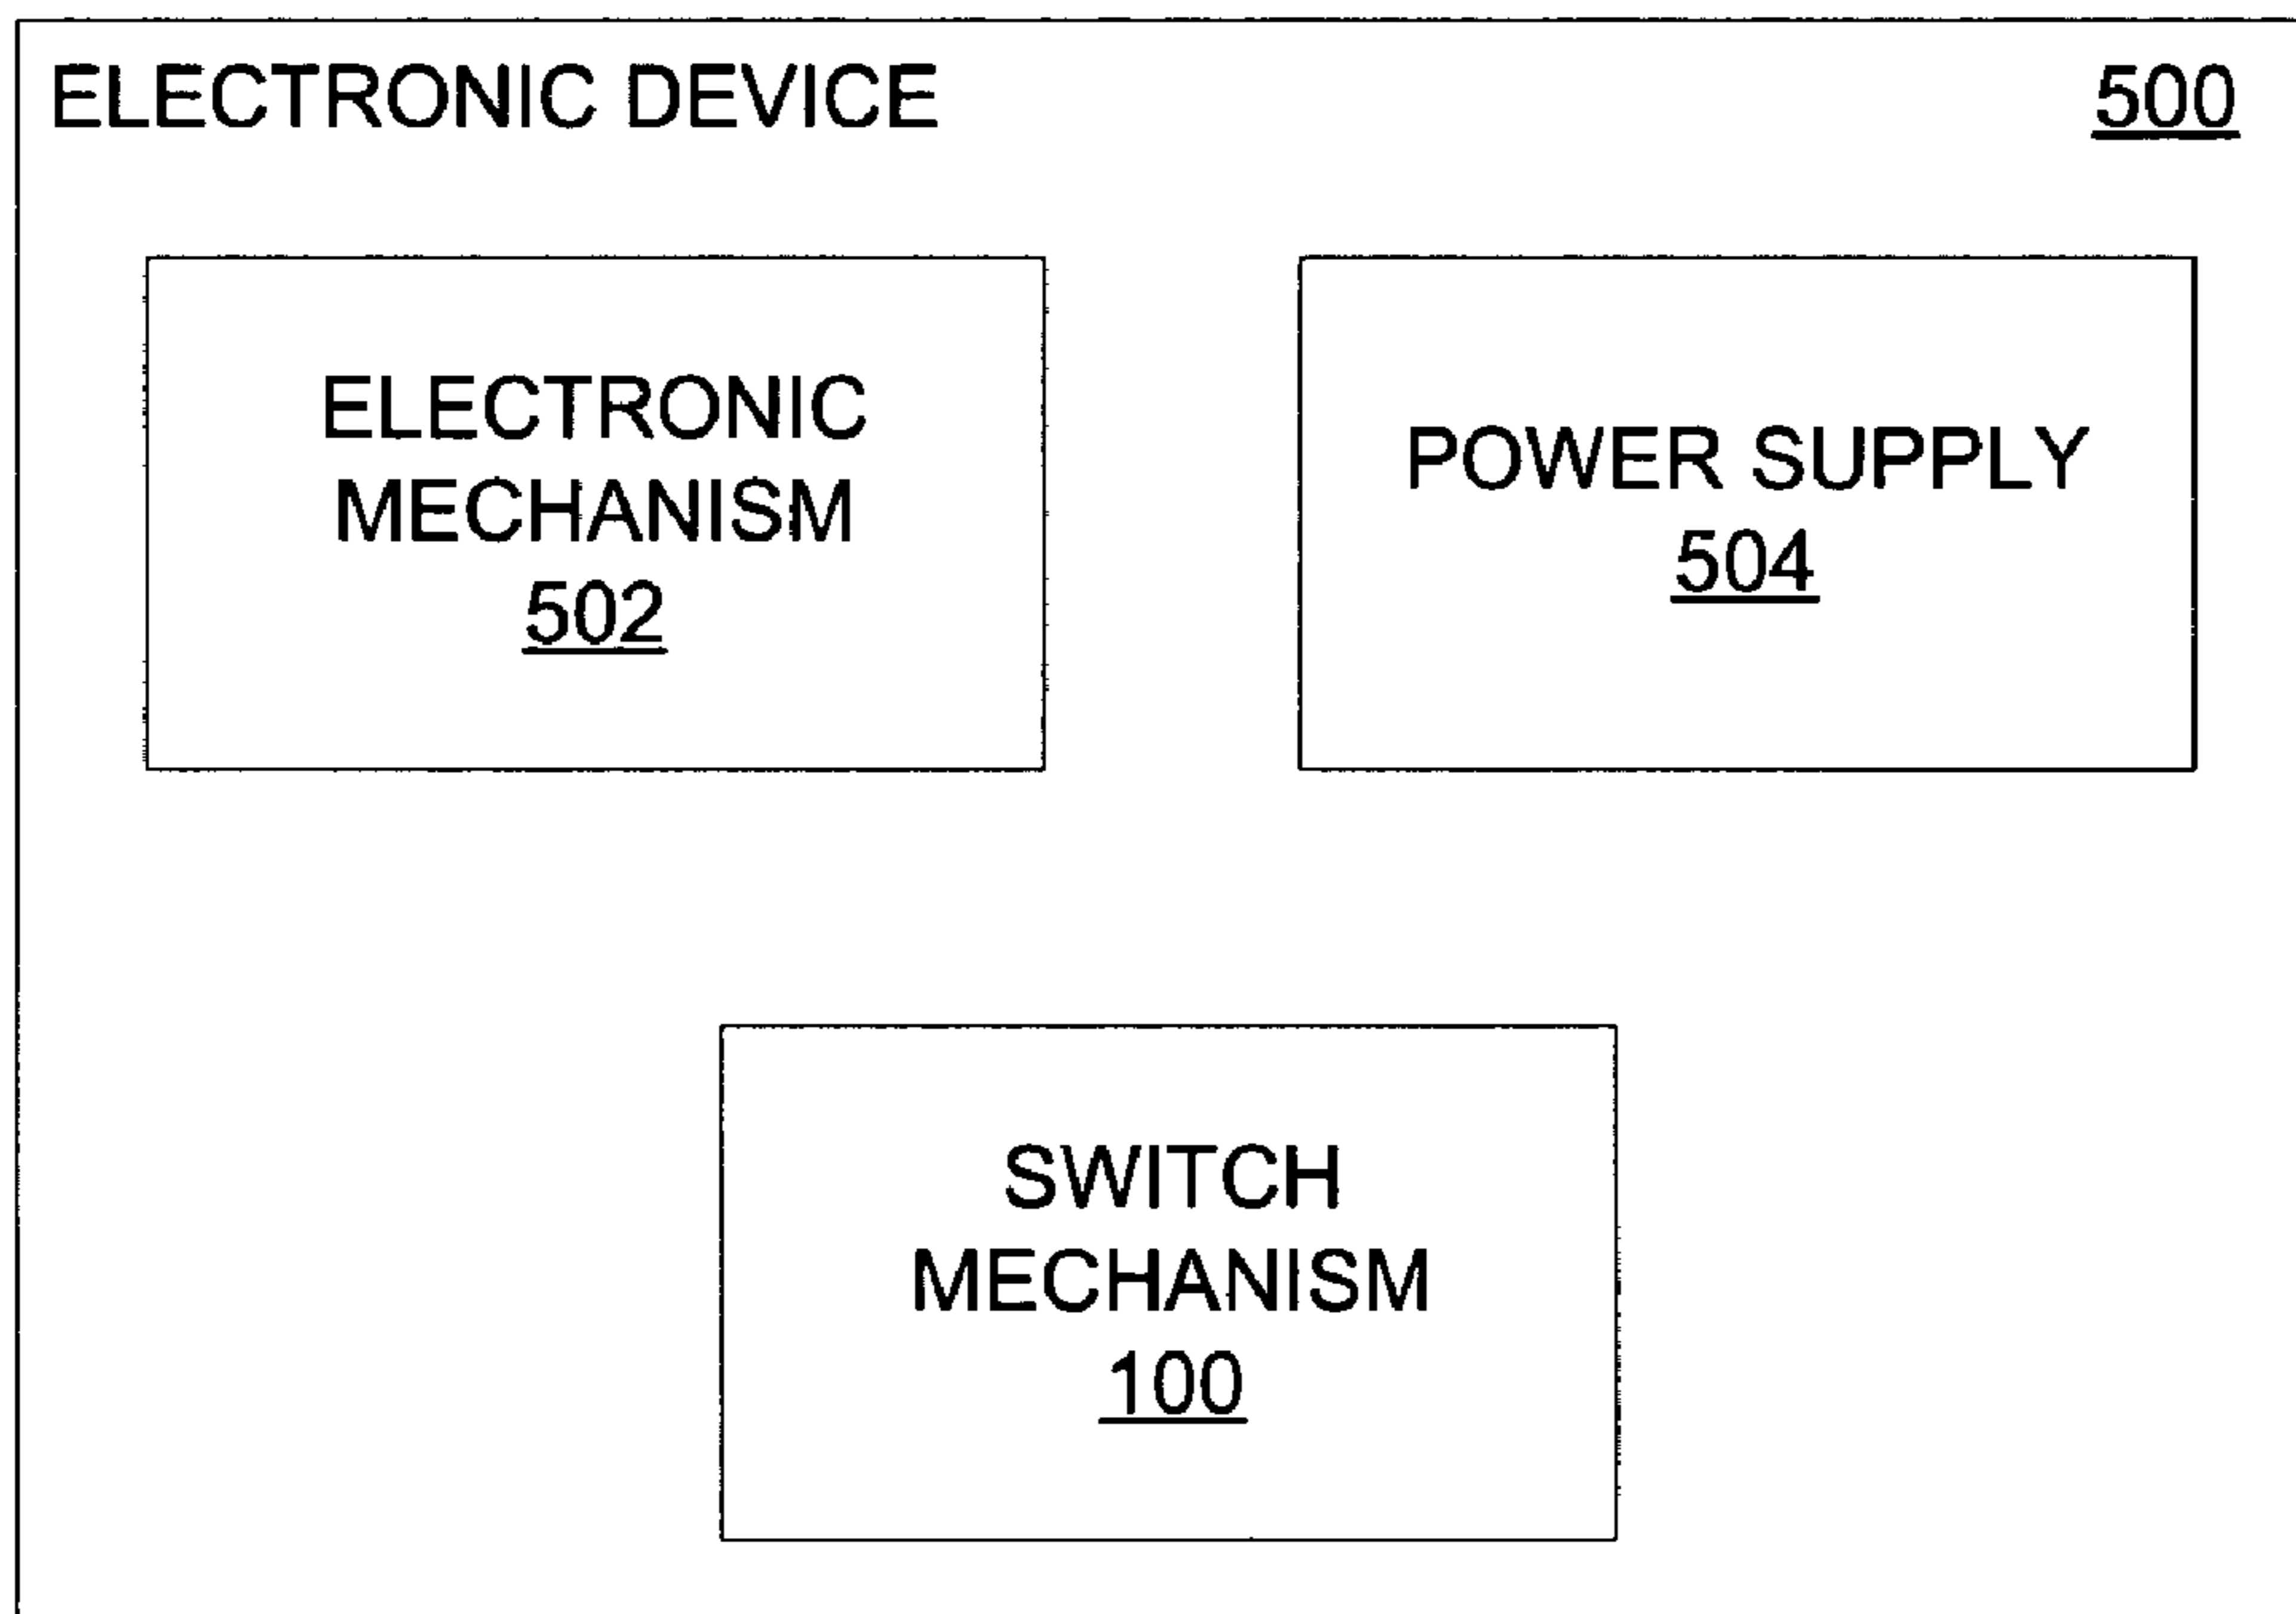 ELECTRONIC DEVICE 500
ELECTRONIC
MECHANISM
502
POWER SUPPLY
504
SWITCH
MECHANISM
100